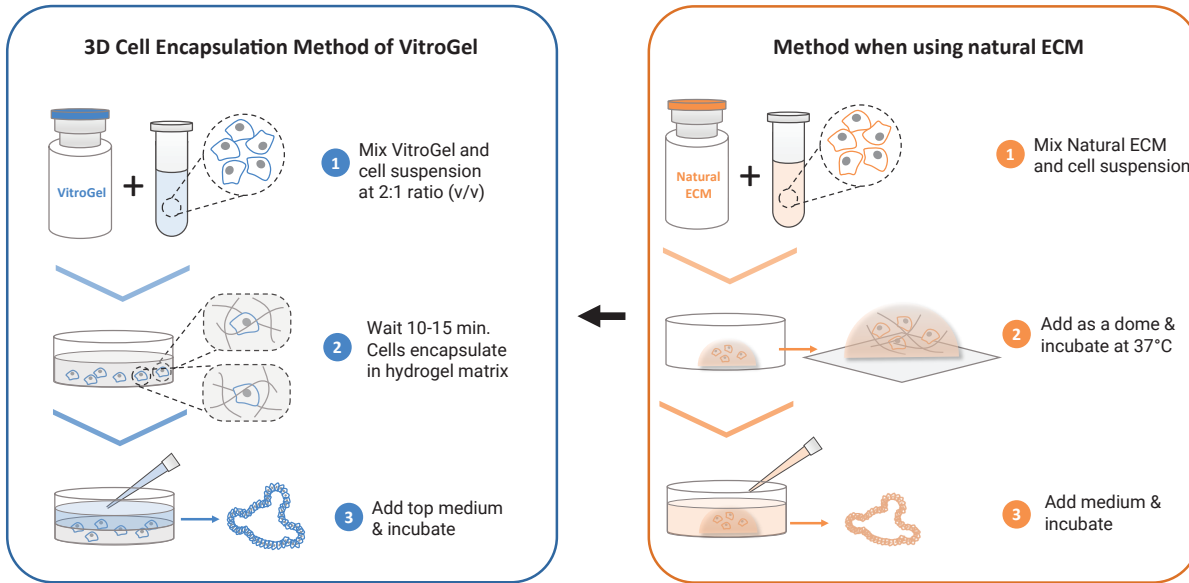 3D Cell Encapsulation Method of VitroGel
VitroGel
+
1
Mix VitroGel and
cell suspension
at 2:1 ratio (v/v)
2
Wait 10-15 min.
Cells encapsulate
in hydrogel matrix
3
Add top medium
& incubate
Method when using natural ECM
Natural
ECM
+
1
Mix Natural ECM
and cell suspension
2
Add as a dome &
incubate at 37°C
3
Add medium &
incubate